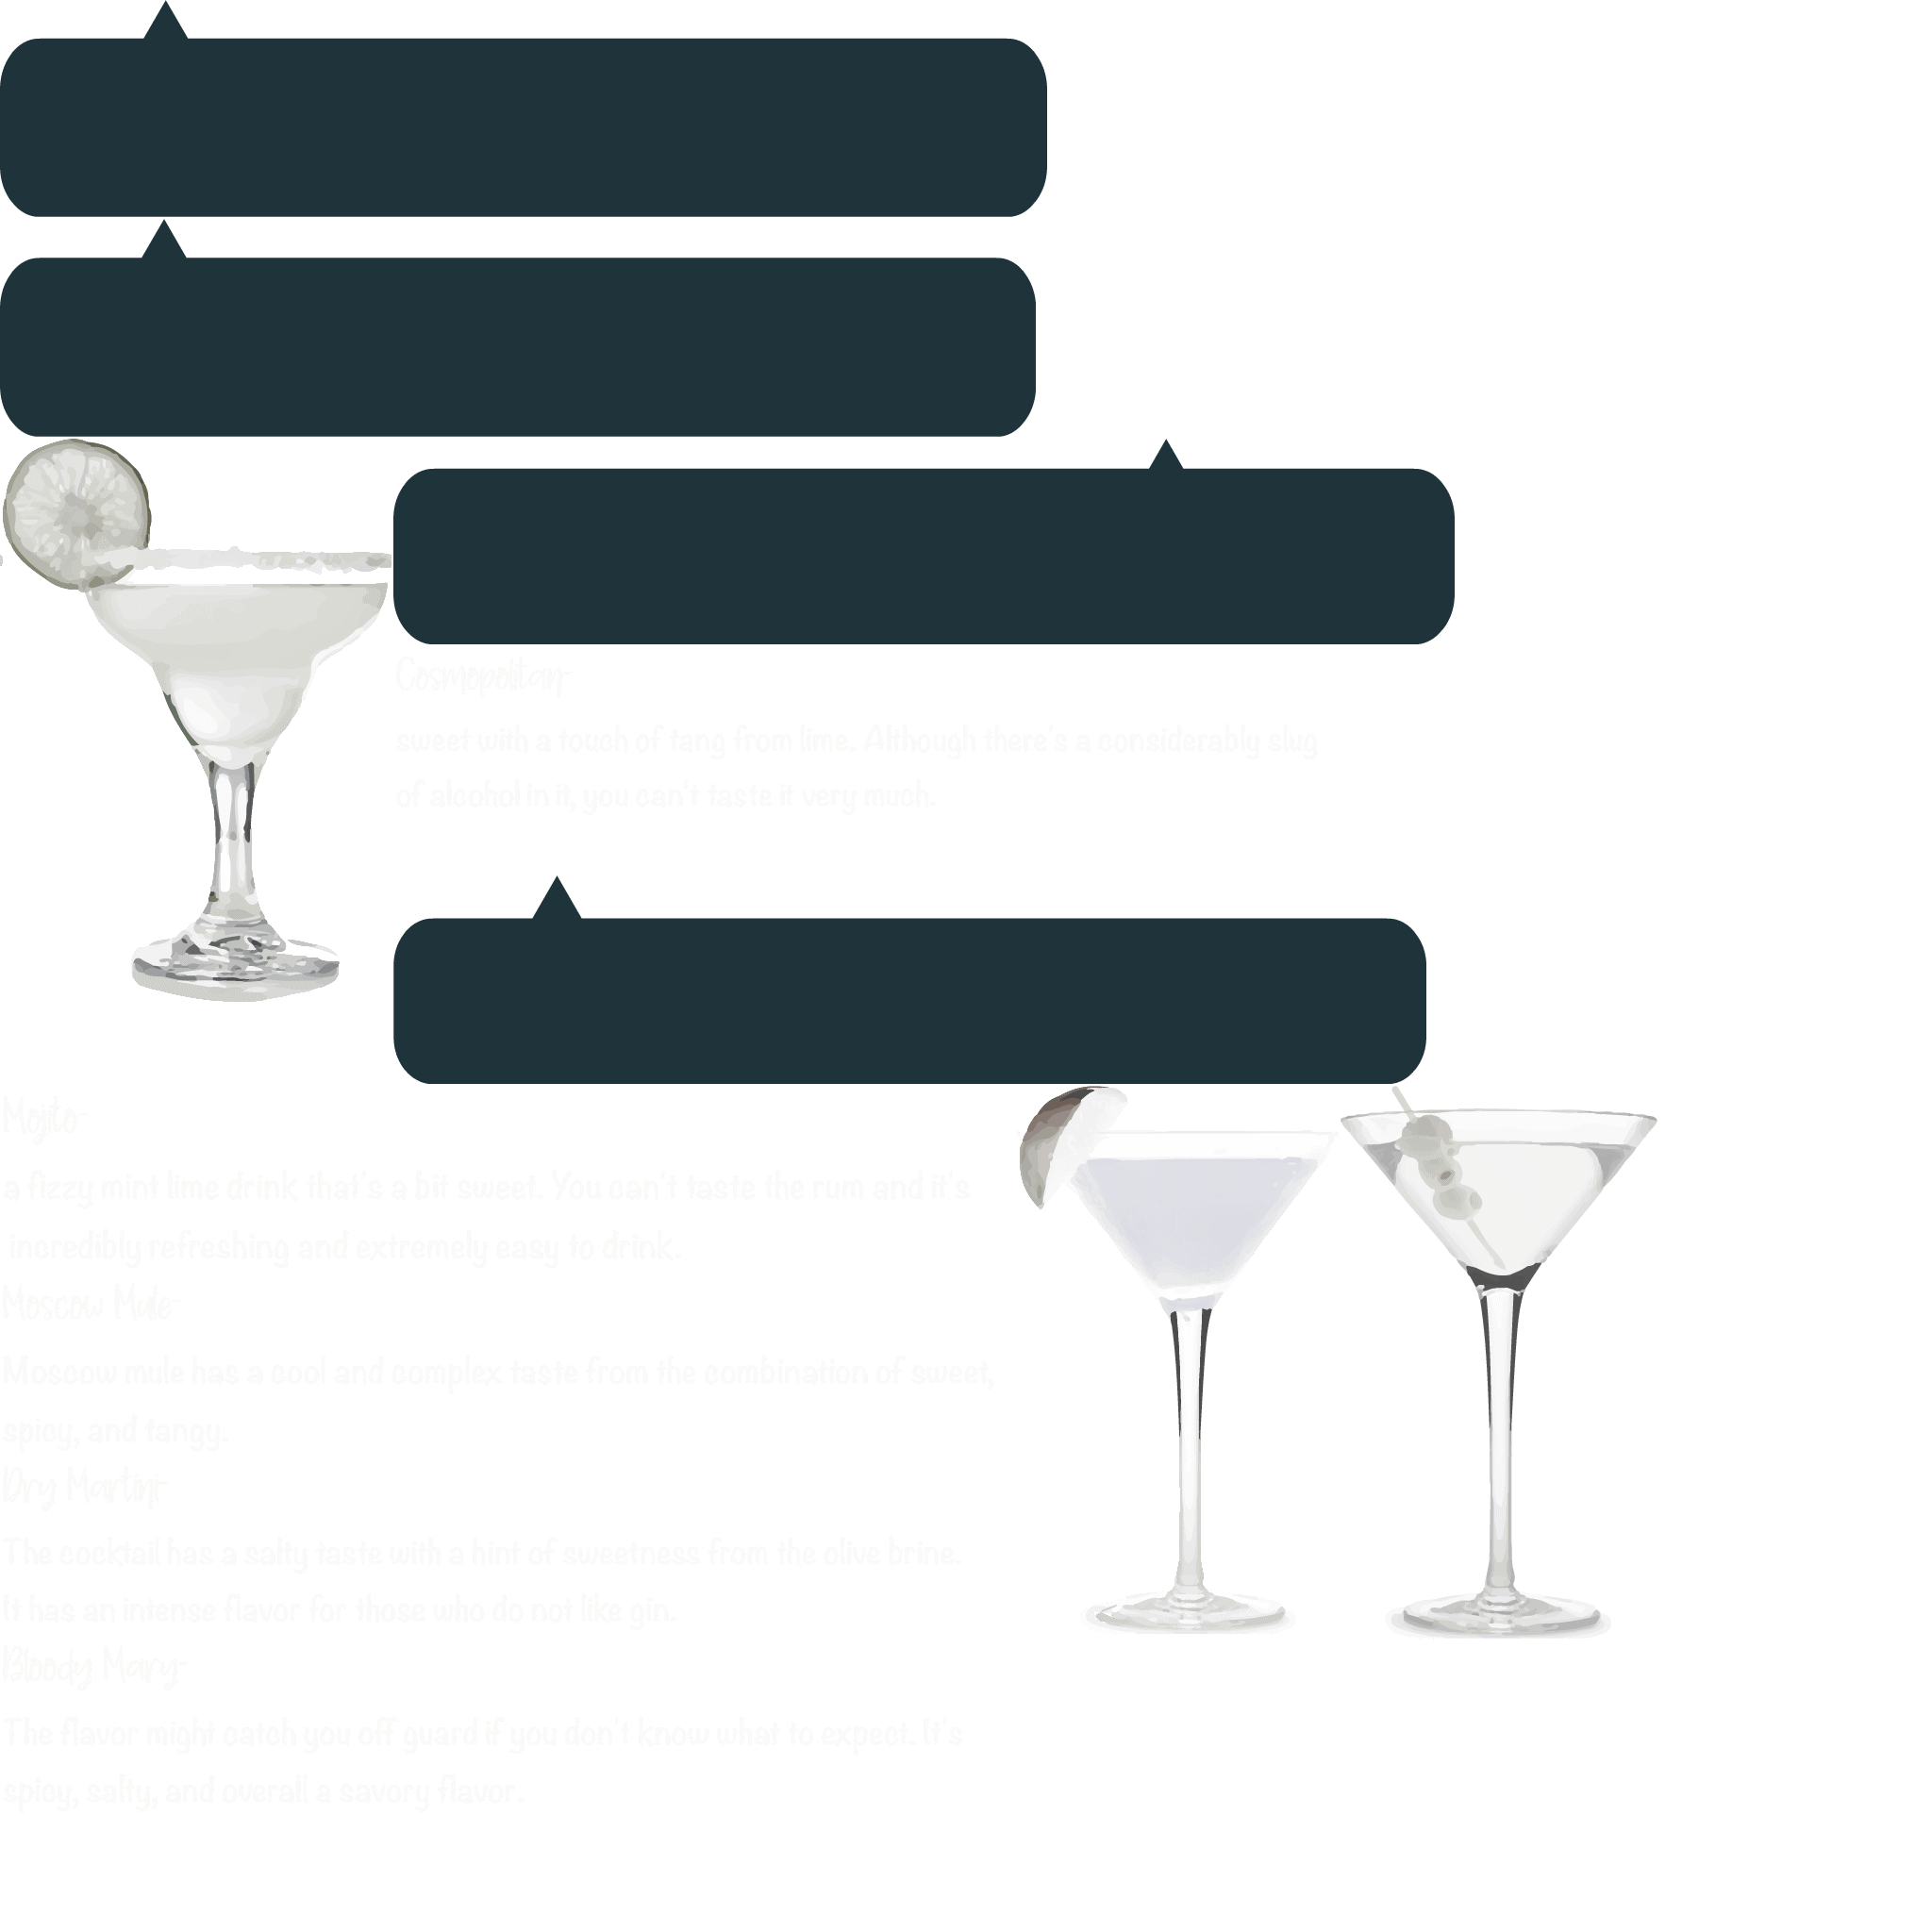 Cosmopolitan-
sweet with a touch of tang from lime. Although there's a considerably slug
of alcohol in it, you can't taste it very much.
Mojito-
a fizzy mint lime drink that's a bit sweet. You can't taste the rum and it's
incredibly refreshing and extremely easy to drink.
Moscow Mule-
Moscow mule has a cool and complex taste from the combination of sweet,
spicy, and tangy.
Dry Martini-
The cocktail has a salty taste with a hint of sweetness from the olive brine.
It has an intense flavor for those who do not like gin.
Bloody Mary-
The flavor might catch you off guard if you don't know what to expect. It's
spicy, salty, and overall a savory flavor.